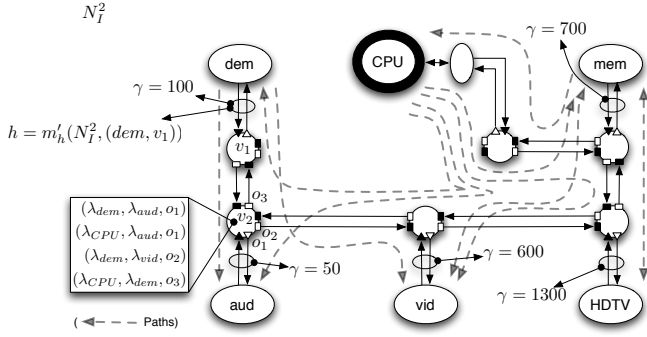 N_I^2
dem
CPU
mem
γ = 700
γ = 100
h = m'_h(N_I^2, (dem, v_1))
v_1
o_3
v_2
o_2
o_1
(λ_dem, λ_aud, o_1)
(λ_CPU, λ_aud, o_1)
(λ_dem, λ_vid, o_2)
(λ_CPU, λ_dem, o_3)
γ = 50
γ = 600
γ = 1300
aud
vid
HDTV
( Paths)